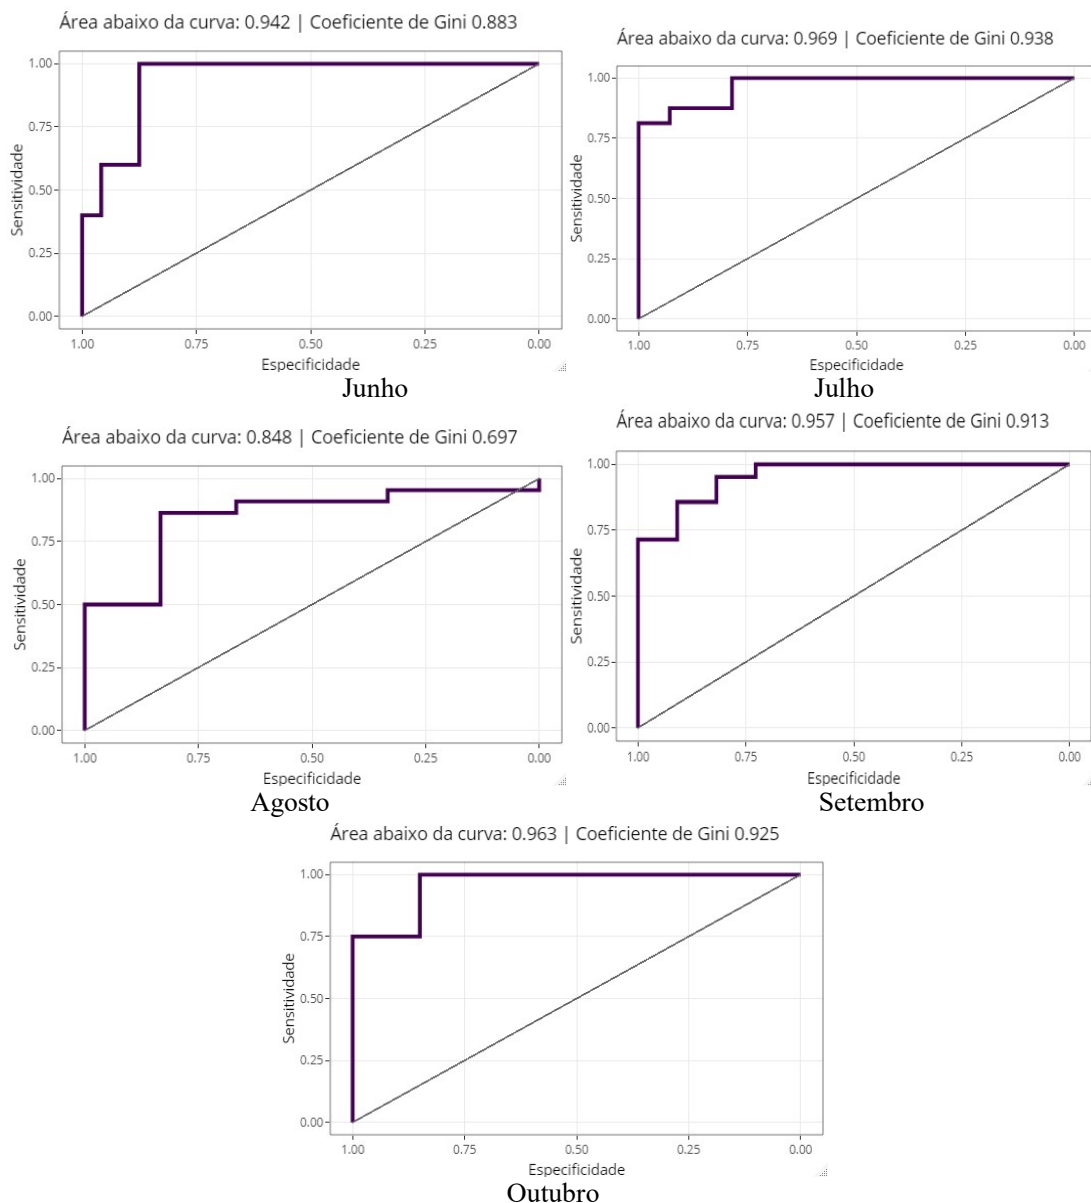 Área abaixo da curva: 0.942 | Coeficiente de Gini 0.883
1.00
0.75
0.50
0.25
0.00
Sensitividade
1.00 0.75 0.50 0.25 0.00
Especificidade
Junho
Área abaixo da curva: 0.969 | Coeficiente de Gini 0.938
1.00
0.75
0.50
0.25
0.00
Sensitividade
1.00 0.75 0.50 0.25 0.00
Especificidade
Julho
Área abaixo da curva: 0.848 | Coeficiente de Gini 0.697
1.00
0.75
0.50
0.25
0.00
Sensitividade
1.00 0.75 0.50 0.25 0.00
Especificidade
Agosto
Área abaixo da curva: 0.957 | Coeficiente de Gini 0.913
1.00
0.75
0.50
0.25
0.00
Sensitividade
1.00 0.75 0.50 0.25 0.00
Especificidade
Setembro
Área abaixo da curva: 0.963 | Coeficiente de Gini 0.925
1.00
0.75
0.50
0.25
0.00
Sensitividade
1.00 0.75 0.50 0.25 0.00
Especificidade
Outubro